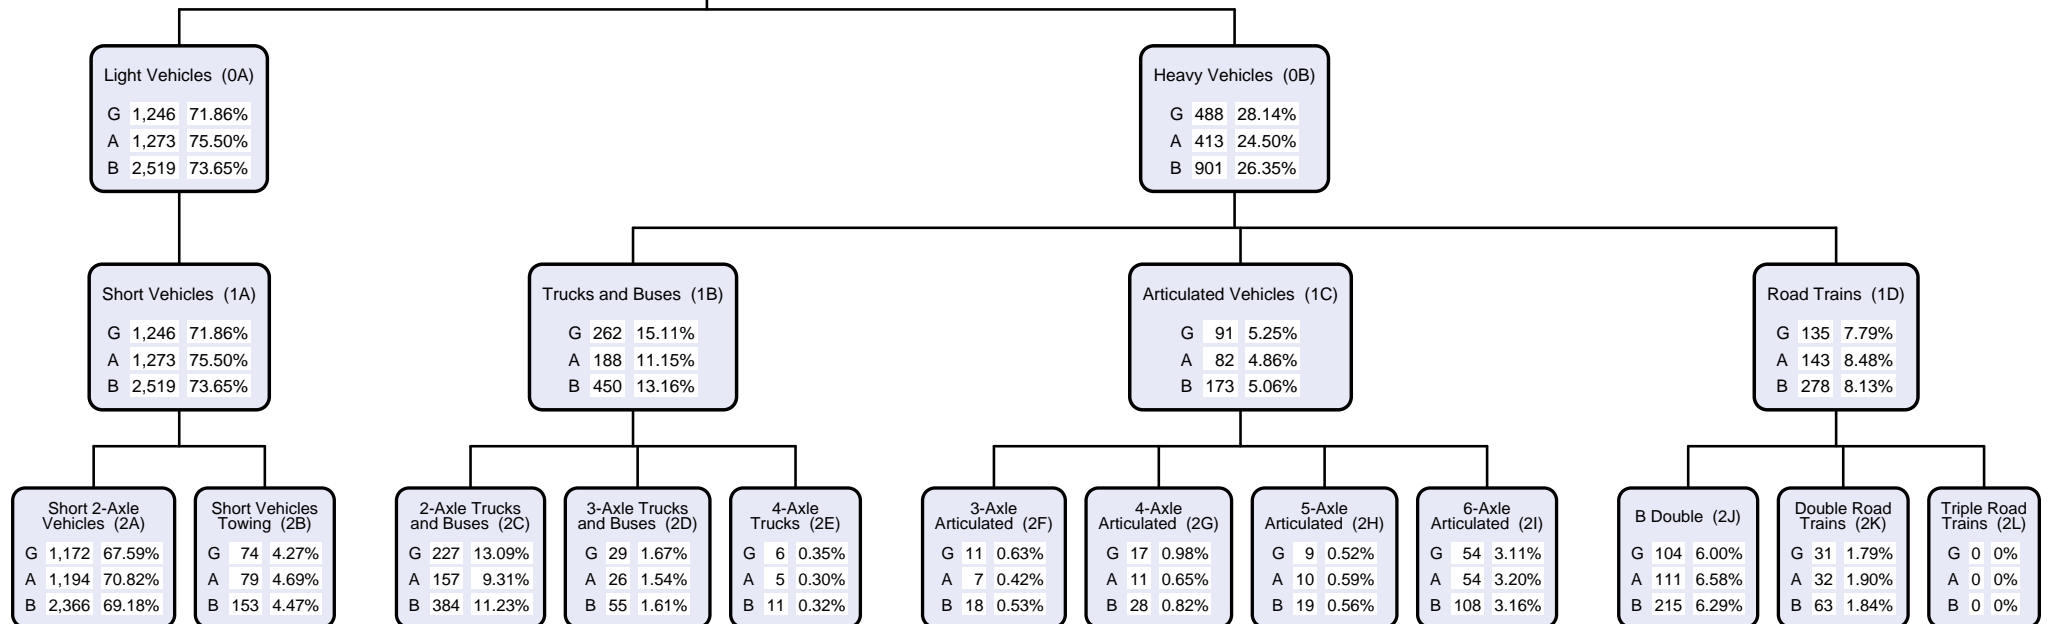 Light Vehicles (0A)
G 1,246 71.86%
A 1,273 75.50%
B 2,519 73.65%
Heavy Vehicles (0B)
G 488 28.14%
A 413 24.50%
B 901 26.35%
Short Vehicles (1A)
G 1,246 71.86%
A 1,273 75.50%
B 2,519 73.65%
Trucks and Buses (1B)
G 262 15.11%
A 188 11.15%
B 450 13.16%
Articulated Vehicles (1C)
G 91 5.25%
A 82 4.86%
B 173 5.06%
Road Trains (1D)
G 135 7.79%
A 143 8.48%
B 278 8.13%
Short 2-Axle
Vehicles (2A)
G 1,172 67.59%
A 1,194 70.82%
B 2,366 69.18%
Short Vehicles
Towing (2B)
G 74 4.27%
A 79 4.69%
B 153 4.47%
2-Axle Trucks
and Buses (2C)
G 227 13.09%
A 157 9.31%
B 384 11.23%
3-Axle Trucks
and Buses (2D)
G 29 1.67%
A 26 1.54%
B 55 1.61%
4-Axle
Trucks (2E)
G 6 0.35%
A 5 0.30%
B 11 0.32%
3-Axle
Articulated (2F)
G 11 0.63%
A 7 0.42%
B 18 0.53%
4-Axle
Articulated (2G)
G 17 0.98%
A 11 0.65%
B 28 0.82%
5-Axle
Articulated (2H)
G 9 0.52%
A 10 0.59%
B 19 0.56%
6-Axle
Articulated (2I)
G 54 3.11%
A 54 3.20%
B 108 3.16%
B Double (2J)
G 104 6.00%
A 111 6.58%
B 215 6.29%
Double Road
Trains (2K)
G 31 1.79%
A 32 1.90%
B 63 1.84%
Triple Road
Trains (2L)
G 0 0%
A 0 0%
B 0 0%